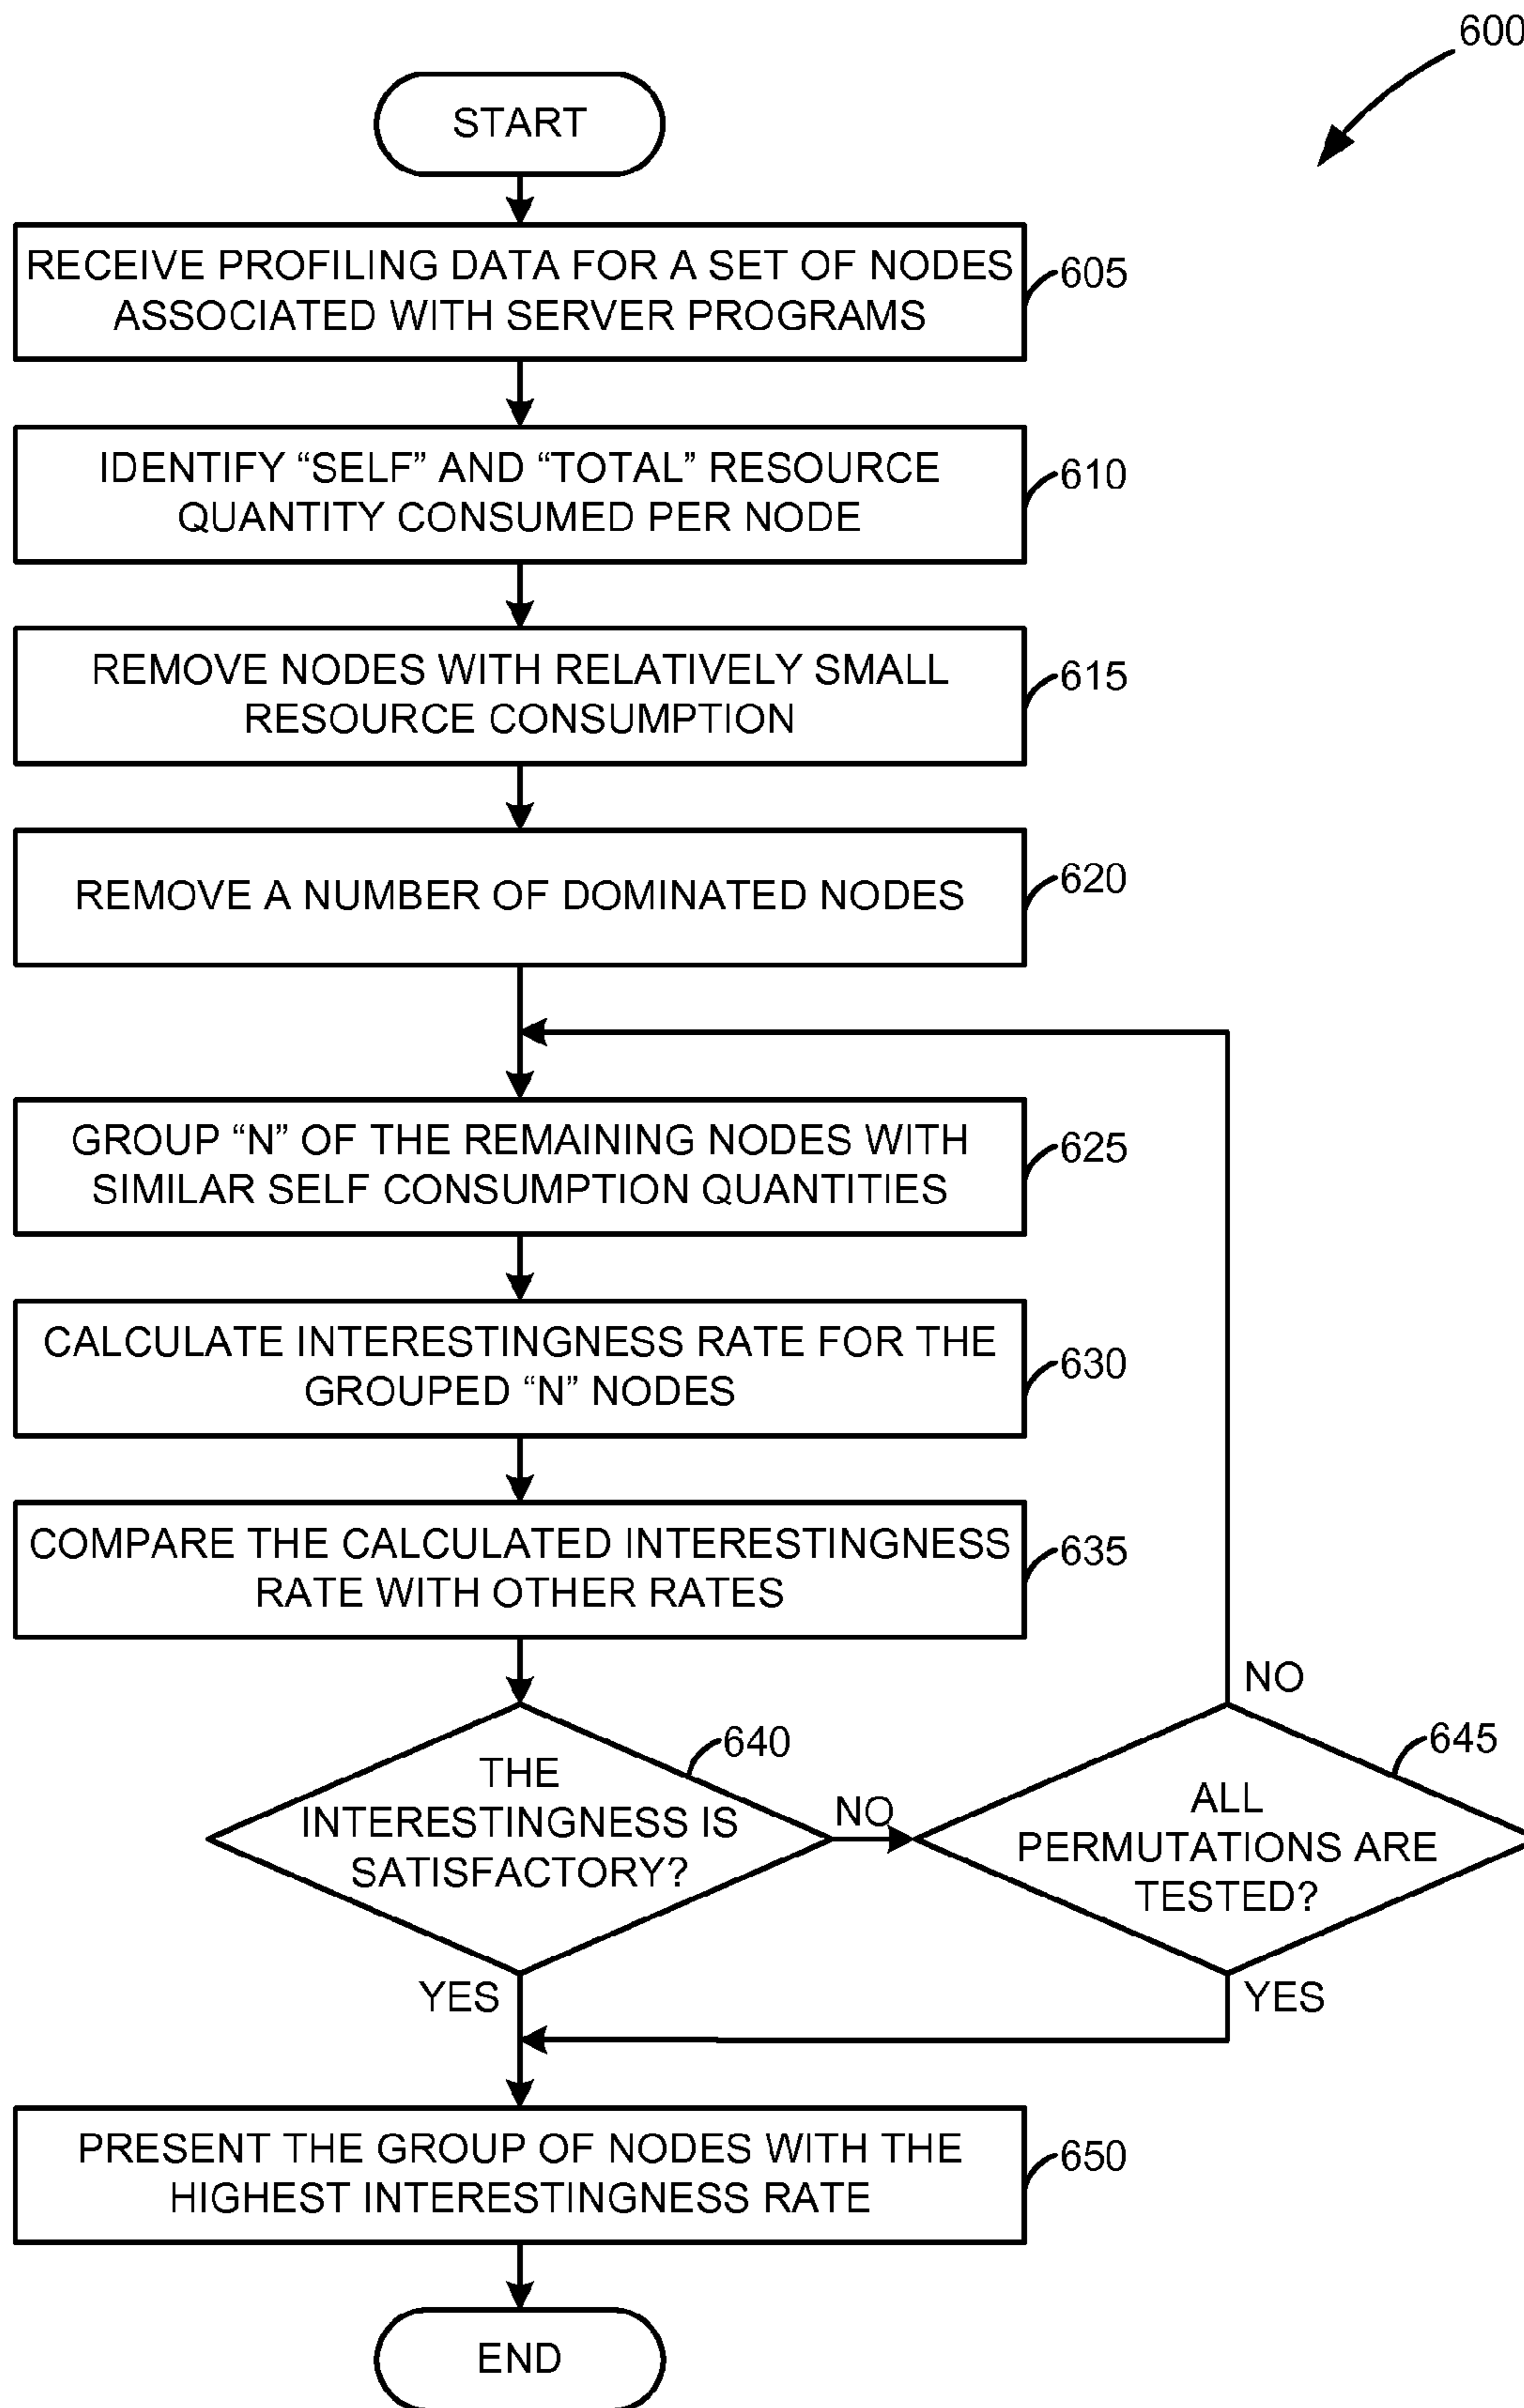 600
START
RECEIVE PROFILING DATA FOR A SET OF NODES
ASSOCIATED WITH SERVER PROGRAMS
605
IDENTIFY “SELF” AND “TOTAL” RESOURCE
QUANTITY CONSUMED PER NODE
610
REMOVE NODES WITH RELATIVELY SMALL
RESOURCE CONSUMPTION
615
REMOVE A NUMBER OF DOMINATED NODES
620
GROUP “N” OF THE REMAINING NODES WITH
SIMILAR SELF CONSUMPTION QUANTITIES
625
CALCULATE INTERESTINGNESS RATE FOR THE
GROUPED “N” NODES
630
COMPARE THE CALCULATED INTERESTINGNESS
RATE WITH OTHER RATES
635
THE
INTERESTINGNESS IS
SATISFACTORY?
640
NO
YES
ALL
PERMUTATIONS ARE
TESTED?
645
NO
YES
PRESENT THE GROUP OF NODES WITH THE
HIGHEST INTERESTINGNESS RATE
650
END